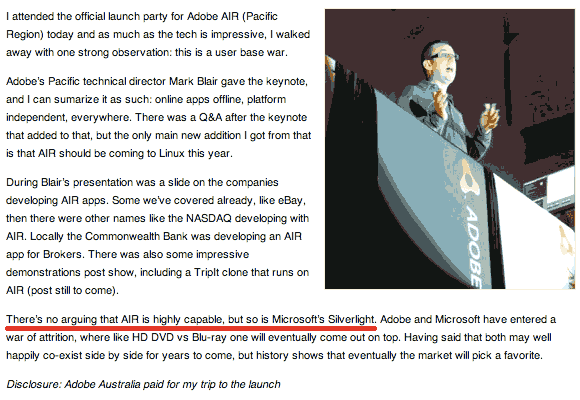 I attended the official launch party for Adobe AIR (Pacific
Region) today and as much as the tech is impressive, I walked
away with one strong observation: this is a user base war.
Adobe's Pacific technical director Mark Blair gave the keynote,
and I can sumarize it as such: online apps offline, platform
independent, everywhere. There was a Q&A after the keynote
that added to that, but the only main new addition I got from that
is that AIR should be coming to Linux this year.
During Blair's presentation was a slide on the companies
developing AIR apps. Some we've covered already, like eBay,
then there were other names like the NASDAQ developing with
AIR. Locally the Commonwealth Bank was developing an AIR
app for Brokers. There was also some impressive
demonstrations post show, including a TripIt clone that runs on
AIR (post still to come).
ADOBE
There's no arguing that AIR is highly capable, but so is Microsoft's Silverlight. Adobe and Microsoft have entered a
war of attrition, where like HD DVD vs Blu-ray one will eventually come out on top. Having said that both may well
happily co-exist side by side for years to come, but history shows that eventually the market will pick a favorite.
Disclosure: Adobe Australia paid for my trip to the launch